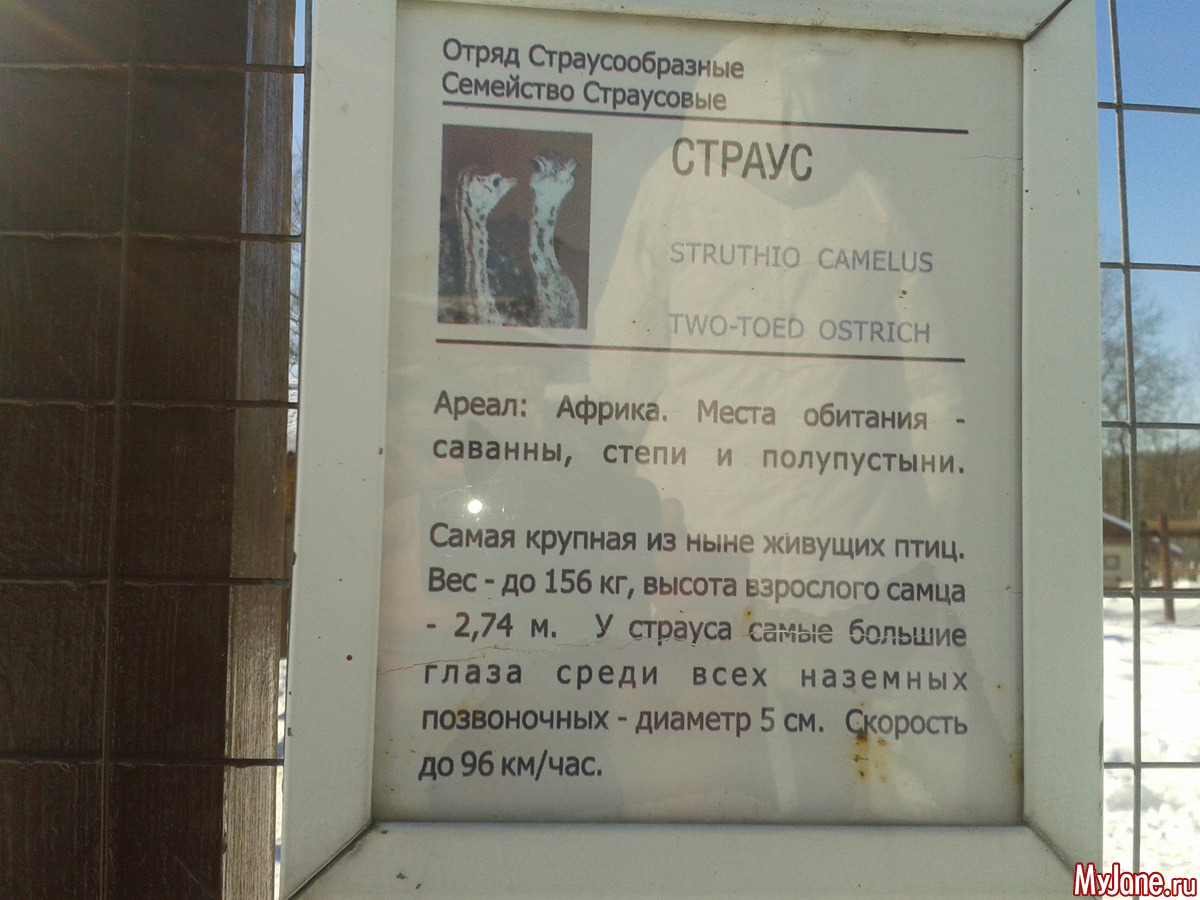 Отряд Страусообразные
Семейство Страусовые
СТРАУС
STRUTHIO CAMELUS
TWO-TOED OSTRICH
Ареал: Африка. Места обитания -
саванны, степи и полупустыни.
Самая крупная из ныне живущих птиц.
Вес - до 156 кг, высота взрослого самца
- 2,74 м. У страуса самые большие
глаза среди всех наземных
позвоночных - диаметр 5 см. Скорость
до 96 км/час.
MyJane.ru